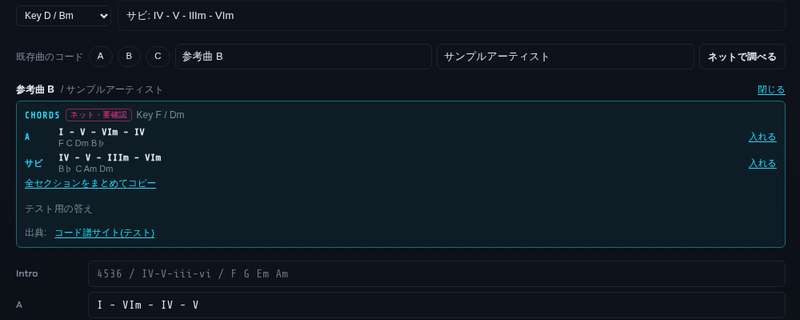 Key D / Bm サビ: IV - V - IIIm - VIm
既存曲のコード A B C 参考曲 B サンプルアーティスト ネットで調べる
参考曲 B / サンプルアーティスト 閉じる
CHORDS ネット・要確認 Key F / Dm
A I - V - VIm - IV 入れる
F C Dm B♭
サビ IV - V - IIIm - VIm 入れる
B♭ C Am Dm
全セクションをまとめてコピー
テスト用の答え
出典: コード譜サイト(テスト)
Intro 4536 / IV-V-iii-vi / F G Em Am
A I - VIm - IV - V